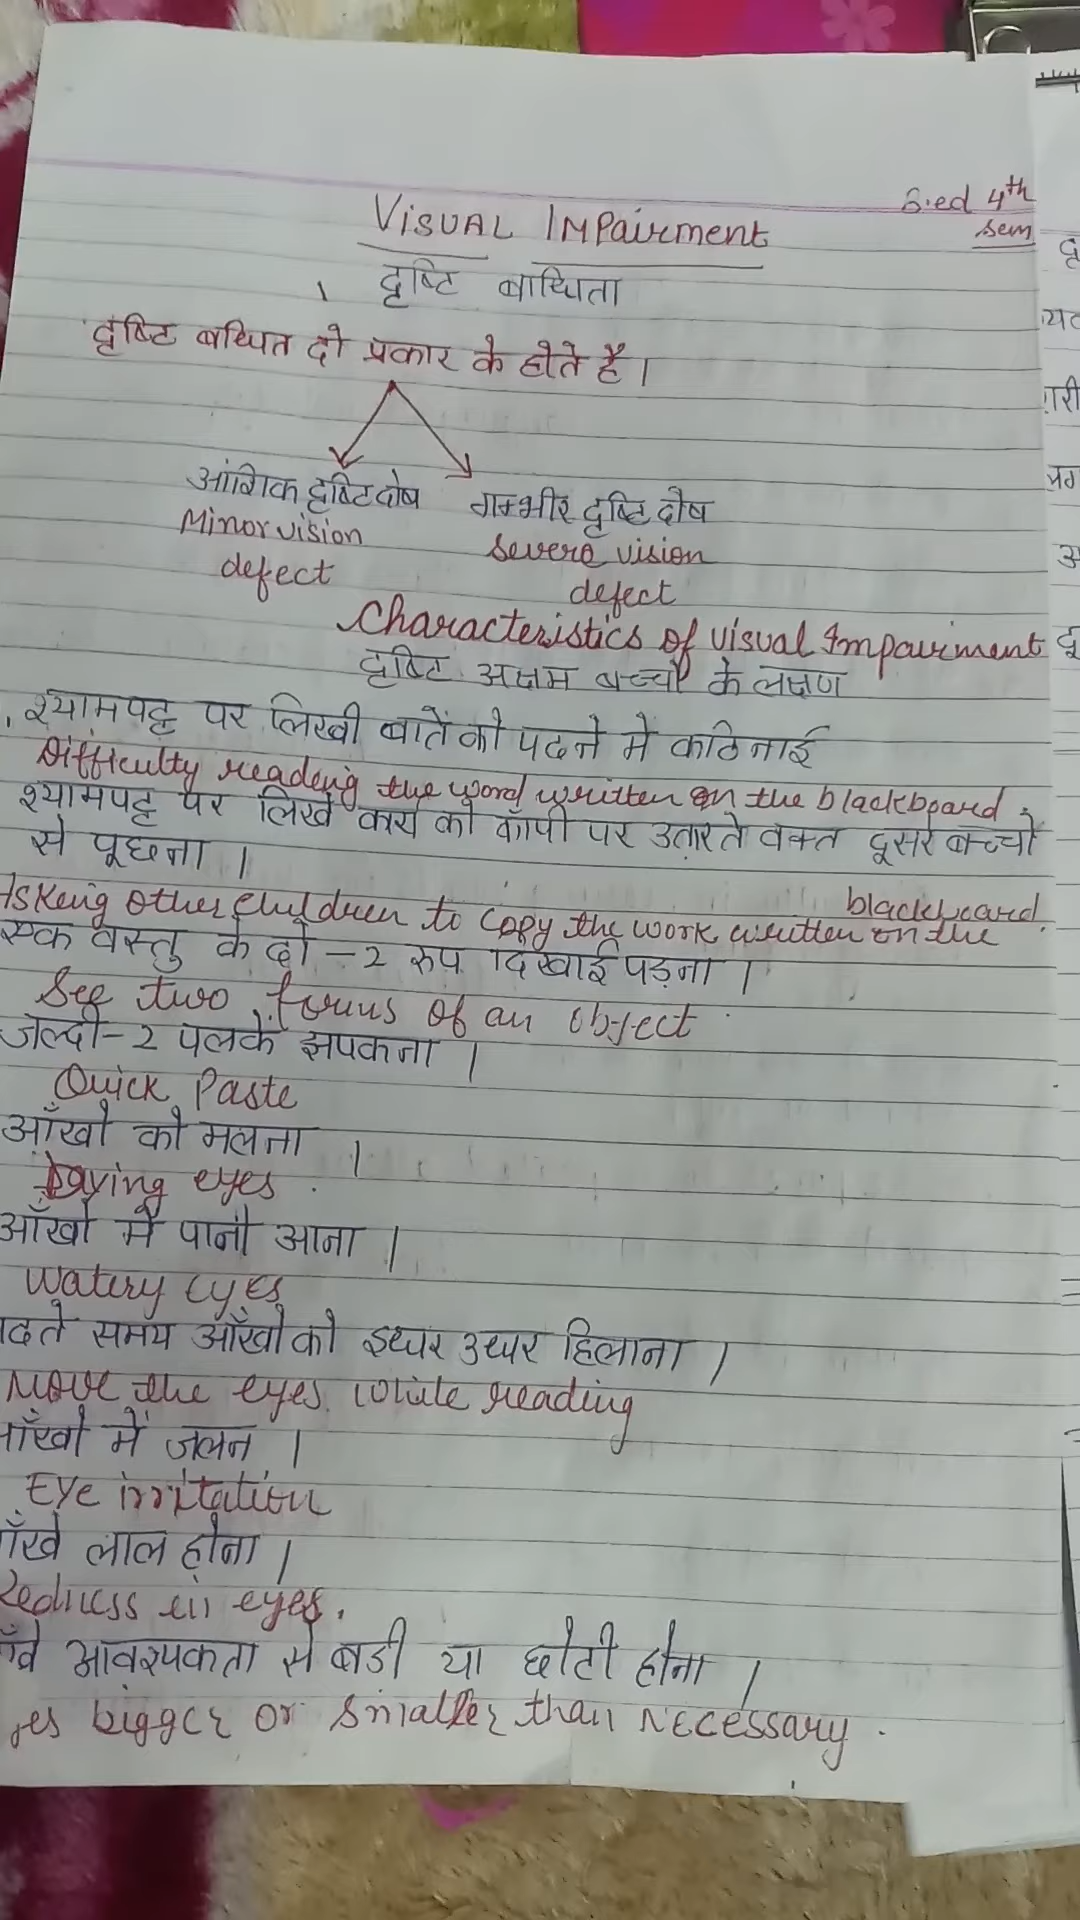 B.ed 4th
sem
VISUAL IMPairment
दृष्टि बाधिता
दृष्टि बधित दो प्रकार के होते है।
आंशिक दृष्टि दोष गम्भीर दृष्टि दोष
Minor vision severe vision
defect defect
Characteristics of visual Impairment
दृष्टि अक्षम बच्चों के लक्षण
श्यामपट्ट पर लिखी बातें को पढने मे कठिनाई
Difficulty reading the word written on the blackboard.
श्यामपट्ट पर लिखे कार्य को कॉपी पर उतारते वक्त दूसरे बच्चो
से पूछना।
blackboard.
Asking other children to copy the work written on the
एक वस्तु के दो-2 रूप दिखाई पड़ना।
See two forms of an object.
जल्दी-2 पलके झपकना।
Quick Paste
आँखो को मलना।
eyes.
आँखो मे पानी आना।
Watery Eyes
पढते समय आँखो को इधर उधर हिलाना।
Move the eyes while reading
आँखो में जलन।
Eye irritation
आँखे लाल होना।
Redness in eyes.
आवश्यकता से बडी या छोटी होना।
bigger or smaller than necessary.